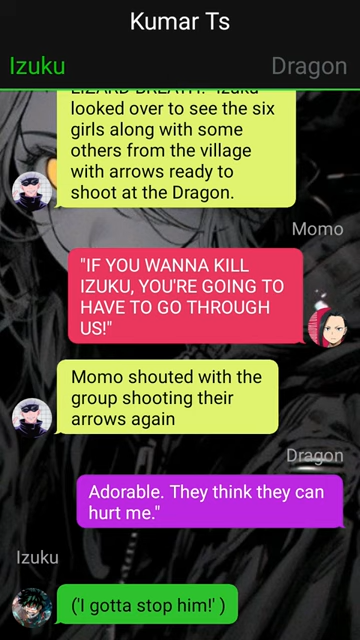 Kumar Ts
Izuku
Dragon
LIZARD BREATH!" Izuku
looked over to see the six
girls along with some
others from the village
with arrows ready to
shoot at the Dragon.
Momo
"IF YOU WANNA KILL
IZUKU, YOU'RE GOING TO
HAVE TO GO THROUGH
US!"
Momo shouted with the
group shooting their
arrows again
Dragon
Adorable. They think they can
hurt me."
Izuku
('I gotta stop him!' )